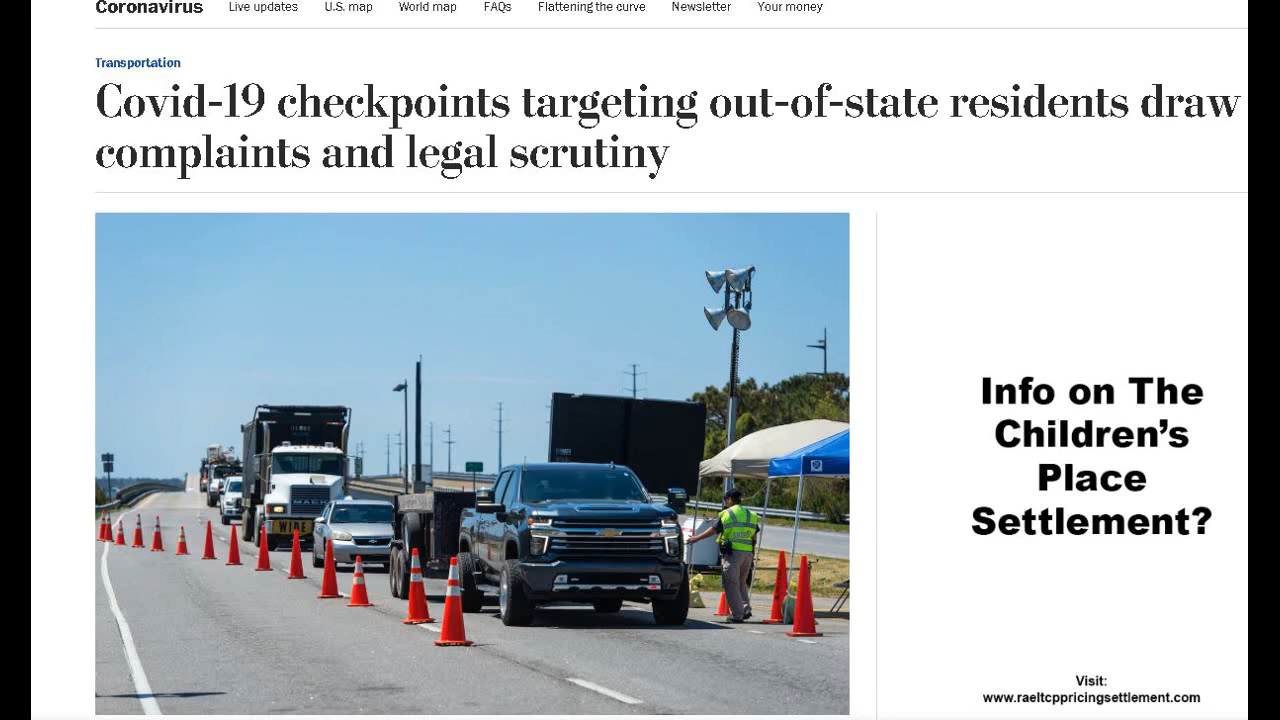 Coronavirus Live updates U.S. map World map FAQs Flattening the curve Newsletter Your money
Transportation
Covid-19 checkpoints targeting out-of-state residents draw
complaints and legal scrutiny
Info on The
Children's
Place
Settlement?
Visit:
www.raeltcppricingsettlement.com
MACK